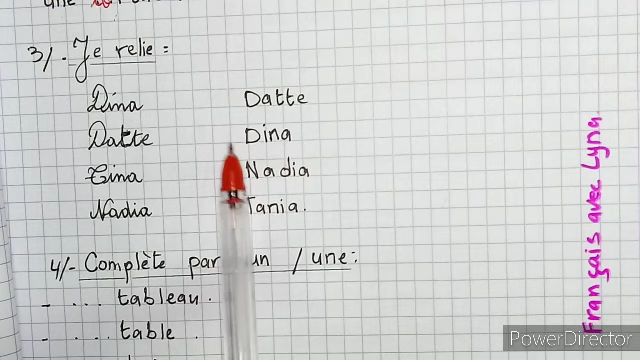 une
3/. Je relie :
Dina Datte
Datte Dina
Tina Nadia
Nadia Tania.
4/- Complète par un / une :
- ... tableau.
- ... table
Français avec Lyna
PowerDirector